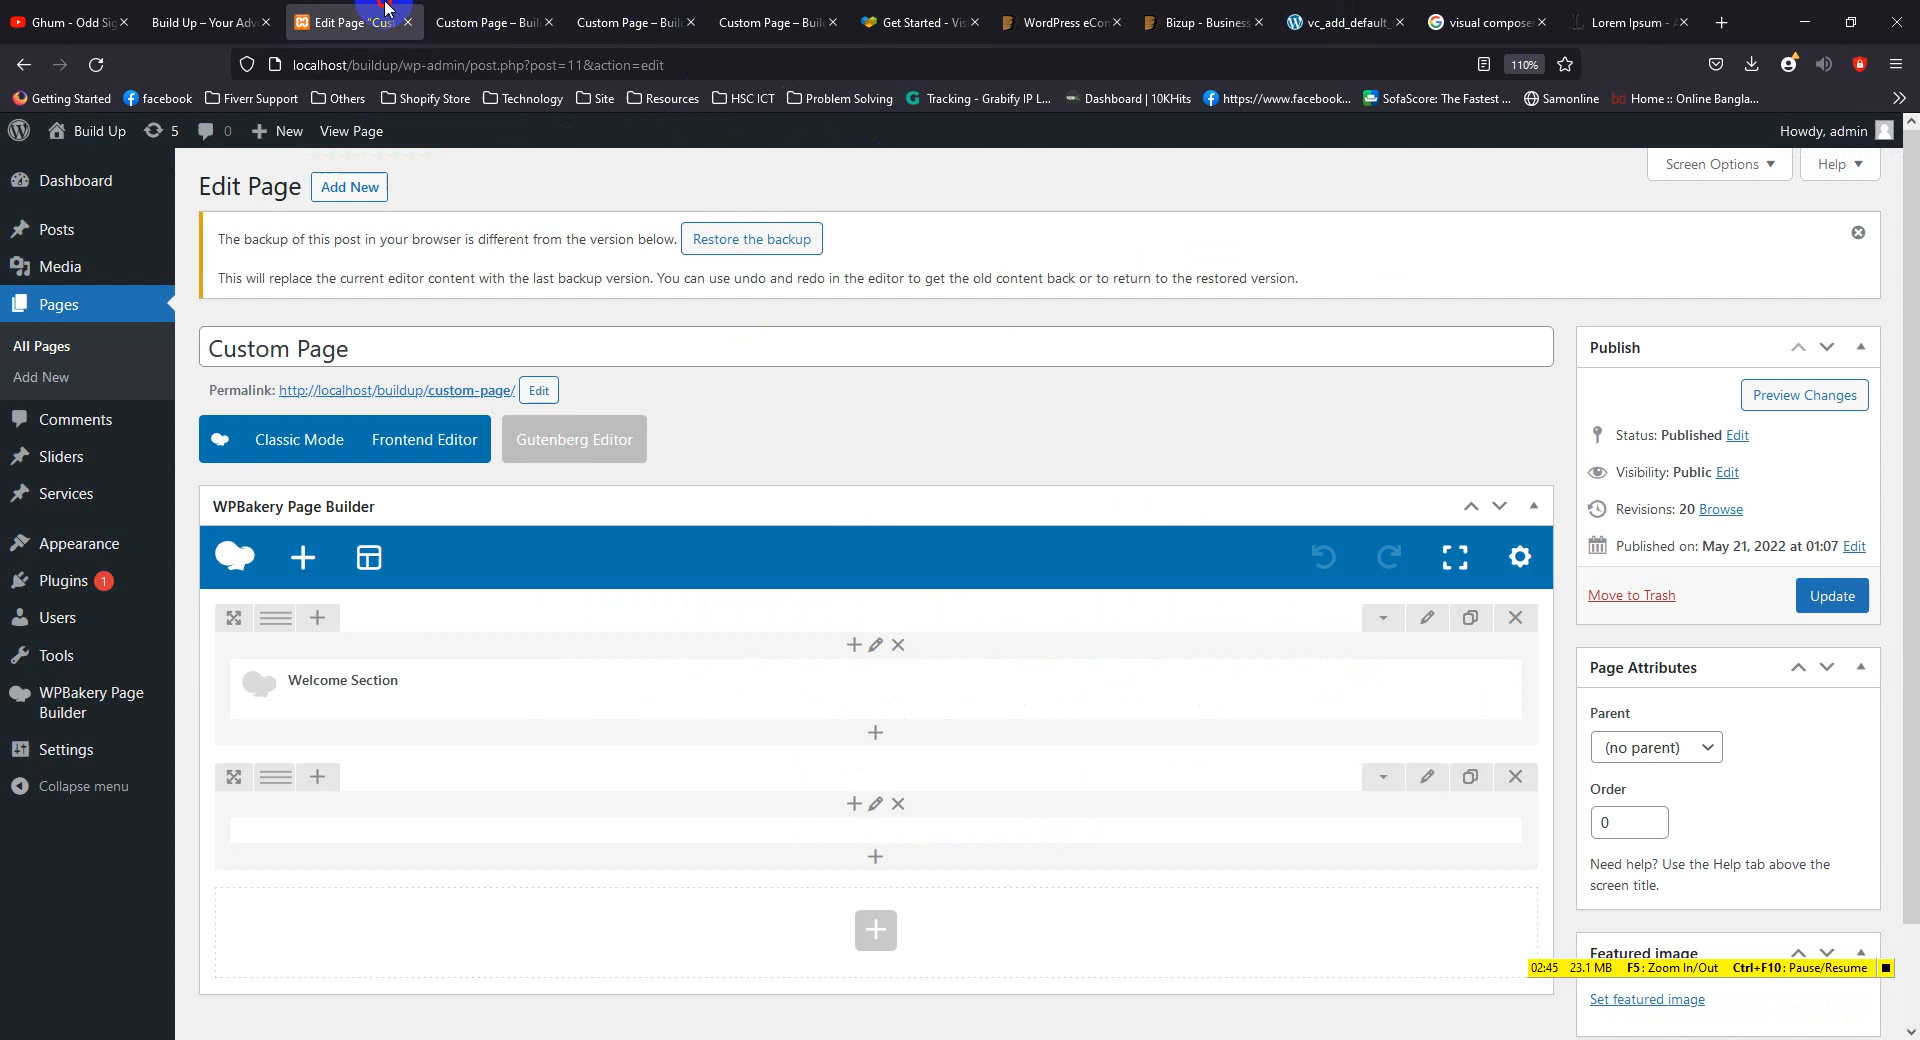 Ghum - Odd Sig
Build Up – Your Adv
Edit Page "Cus
Custom Page – Buil
Custom Page – Buil
Custom Page – Buil
Get Started - Vis
WordPress eCom
Bizup - Business
vc_add_default_
visual compose
Lorem Ipsum - A
localhost/buildup/wp-admin/post.php?post=11&action=edit
110%
Getting Started
facebook
Fiverr Support
Others
Shopify Store
Technology
Site
Resources
HSC ICT
Problem Solving
Tracking - Grabify IP L...
Dashboard | 10KHits
https://www.facebook...
SofaScore: The Fastest ...
Samonline
Home :: Online Bangla...
Build Up
5
0
New
View Page
Howdy, admin
Dashboard
Posts
Media
Pages
All Pages
Add New
Comments
Sliders
Services
Appearance
Plugins 1
Users
Tools
WPBakery Page
Builder
Settings
Collapse menu
Screen Options
Help
Edit Page
Add New
The backup of this post in your browser is different from the version below.
Restore the backup
This will replace the current editor content with the last backup version. You can use undo and redo in the editor to get the old content back or to return to the restored version.
Custom Page
Permalink: http://localhost/buildup/custom-page/
Edit
Classic Mode
Frontend Editor
Gutenberg Editor
WPBakery Page Builder
Welcome Section
Publish
Preview Changes
Status: Published Edit
Visibility: Public Edit
Revisions: 20 Browse
Published on: May 21, 2022 at 01:07 Edit
Move to Trash
Update
Page Attributes
Parent
(no parent)
Order
0
Need help? Use the Help tab above the
screen title.
Featured image
02:45 23.1 MB F5: Zoom In/Out Ctrl+F10: Pause/Resume
Set featured image